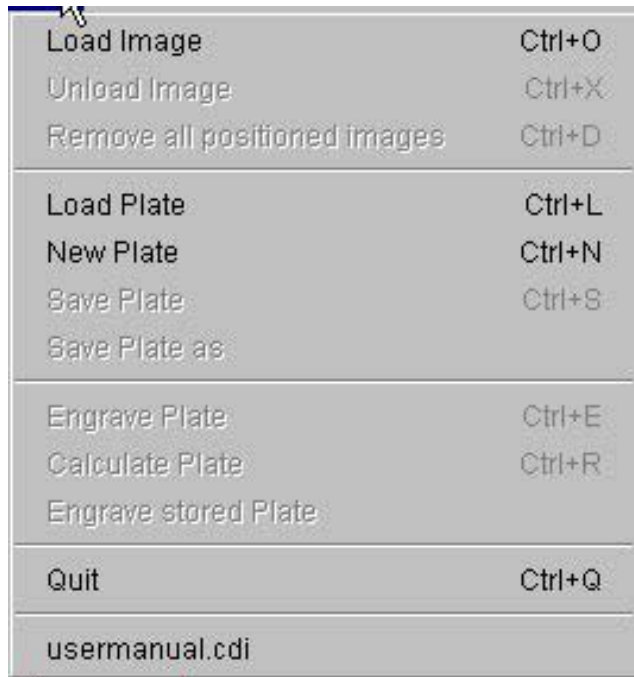 Load Image Ctrl+O
Unload Image Ctrl+X
Remove all positioned images Ctrl+D
Load Plate Ctrl+L
New Plate Ctrl+N
Save Plate Ctrl+S
Save Plate as
Engrave Plate Ctrl+E
Calculate Plate Ctrl+R
Engrave stored Plate
Quit Ctrl+Q
usermanual.cdi